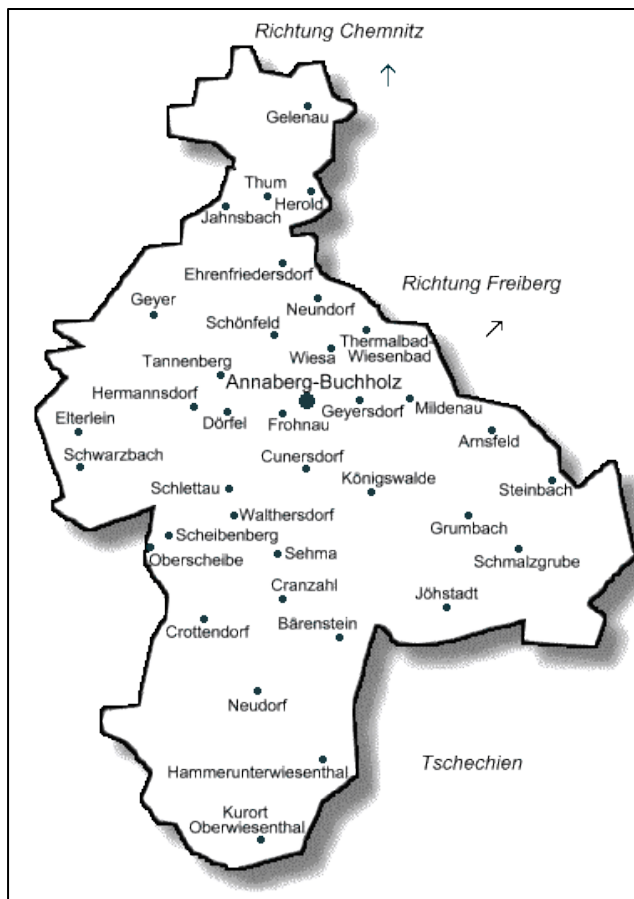 Richtung Chemnitz
Gelenau
Thum
Herold
Jahnsbach
Ehrenfriedersdorf
Richtung Freiberg
Geyer
Neundorf
Schönfeld
Thermalbad-
Wiesenbad
Wiesa
Tannenberg
Annaberg-Buchholz
Hermannsdorf
Geyersdorf
Mildenau
Elterlein
Dörfel
Frohnau
Arnsfeld
Schwarzbach
Cunersdorf
Königswalde
Schlettau
Steinbach
Walthersdorf
Grumbach
Scheibenberg
Oberscheibe
Sehma
Schmalzgrube
Cranzahl
Jöhstadt
Crottendorf
Bärenstein
Neudorf
Tschechien
Hammerunterwiesenthal
Kurort
Oberwiesenthal